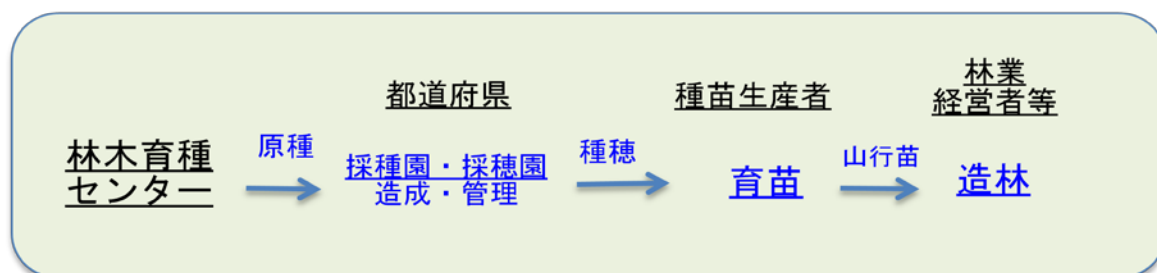 林木育種
センター
原種
都道府県
採種園・採穂園
造成・管理
種穂
種苗生産者
育苗
山行苗
林業
経営者等
造林